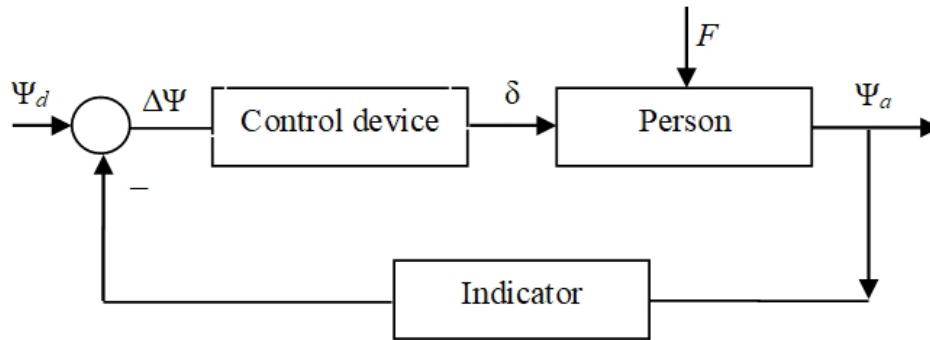 Ψd
ΔΨ
Control device
δ
F
Person
Ψa
−
Indicator